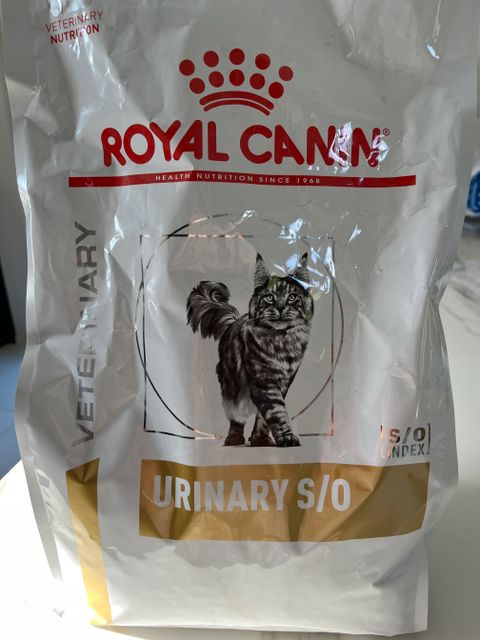 VETERINARY
NUTRITION
ROYAL CANIN®
HEALTH NUTRITION SINCE 1968
VETERINARY
S/O
INDEX
URINARY S/O